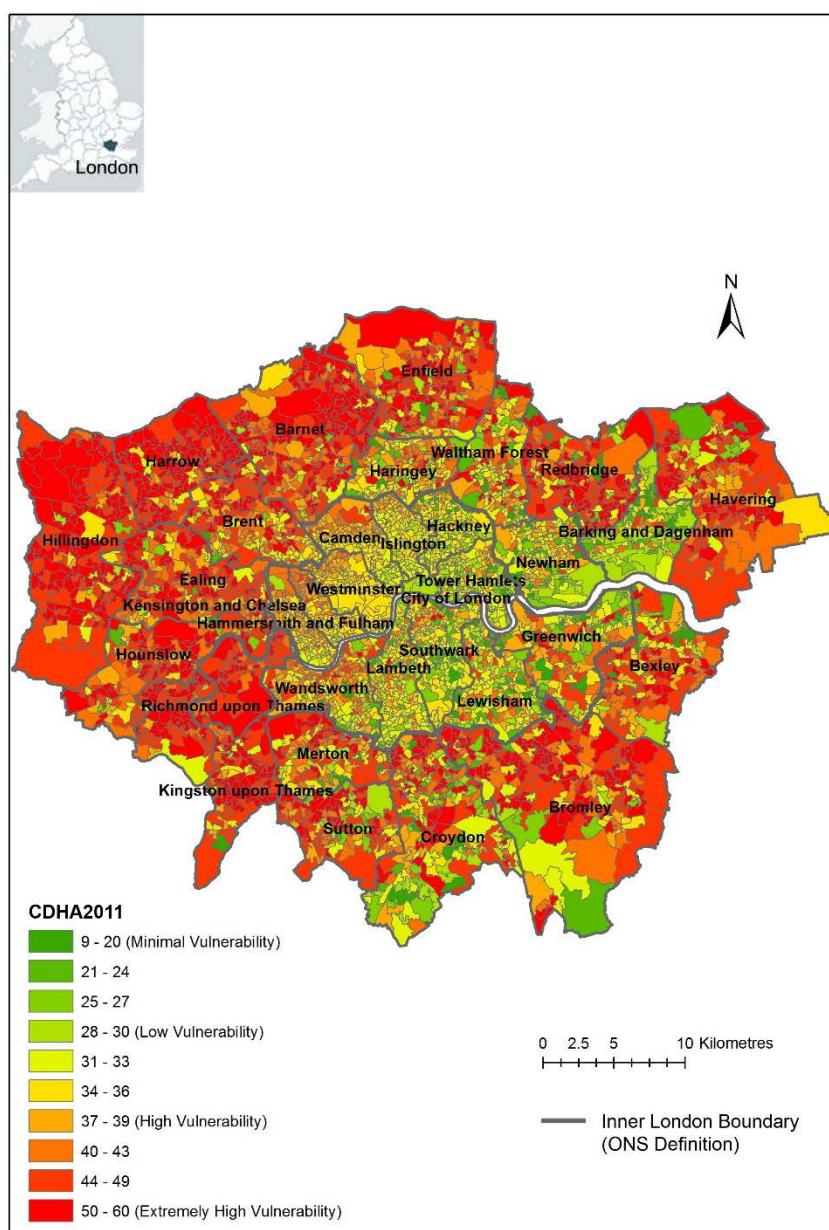 London
N
Enfield
Barnet
Harrow
Haringey
Waltham Forest
Redbridge
Havering
Hillingdon
Brent
Camden
Islington
Hackney
Barking and Dagenham
Newham
Ealing
Westminster
Tower Hamlets
City of London
Kensington and Chelsea
Hammersmith and Fulham
Hounslow
Southwark
Greenwich
Bexley
Lambeth
Richmond upon Thames
Wandsworth
Lewisham
Merton
Kingston upon Thames
Sutton
Croydon
Bromley
CDHA2011
9 - 20 (Minimal Vulnerability)
21 - 24
25 - 27
28 - 30 (Low Vulnerability)
31 - 33
34 - 36
37 - 39 (High Vulnerability)
40 - 43
44 - 49
50 - 60 (Extremely High Vulnerability)
0 2.5 5 10 Kilometres
Inner London Boundary
(ONS Definition)